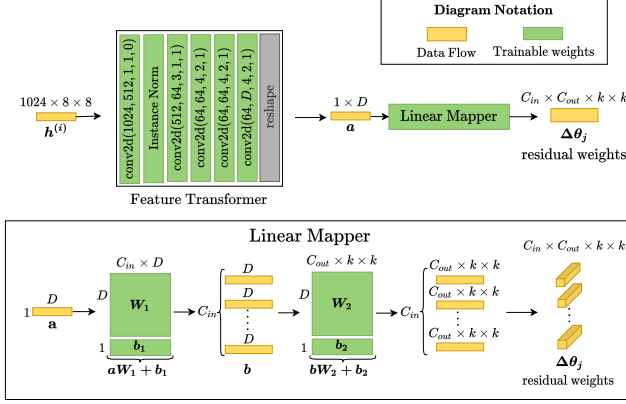 Diagram Notation
Data Flow
Trainable weights
1024 × 8 × 8
h^(i)
conv2d(1024, 512, 1, 1, 0)
Instance Norm
conv2d(512, 64, 3, 1, 1)
conv2d(64, 64, 4, 2, 1)
conv2d(64, 64, 4, 2, 1)
conv2d(64, D, 4, 2, 1)
reshape
Feature Transformer
1 × D
a
Linear Mapper
C_in × C_out × k × k
Δθ_j
residual weights
Linear Mapper
D
1
a
C_in × D
D
W_1
1
b_1
aW_1 + b_1
C_in
D
D
⋮
D
b
C_out × k × k
D
W_2
1
b_2
bW_2 + b_2
C_in
C_out × k × k
C_out × k × k
⋮
C_out × k × k
C_in × C_out × k × k
⋮
Δθ_j
residual weights